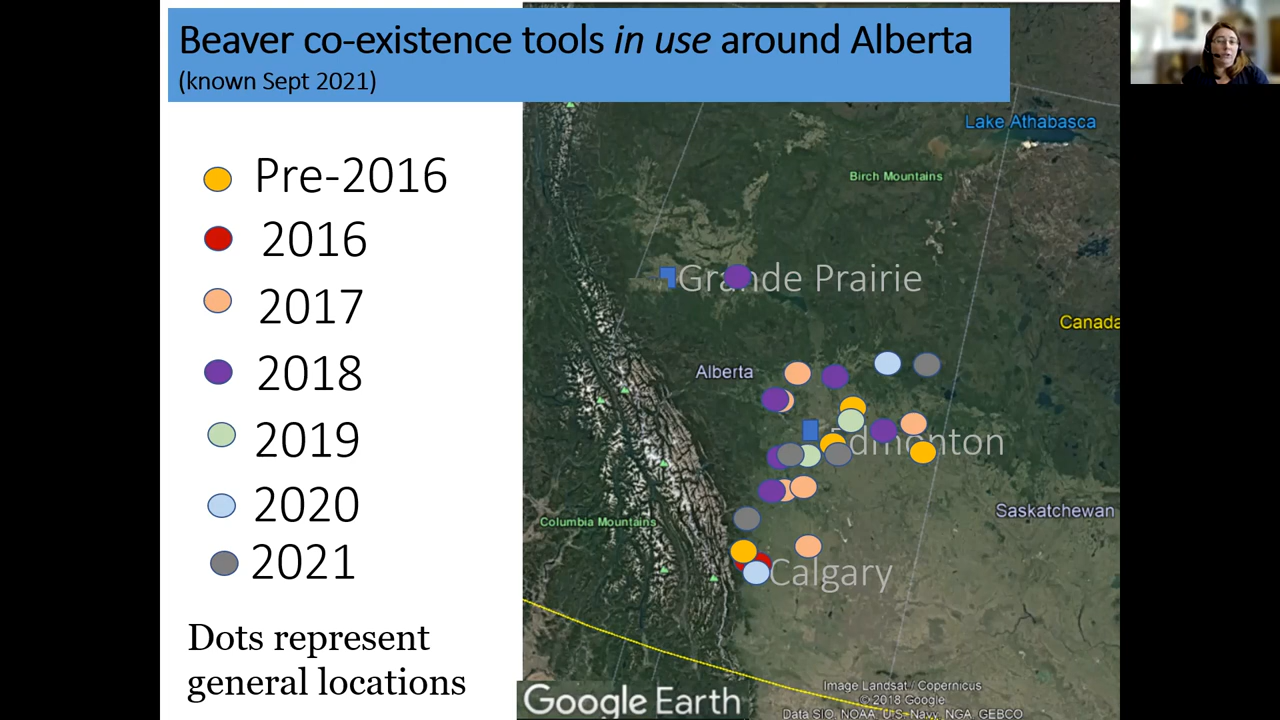 Beaver co-existence tools in use around Alberta
(known Sept 2021)
Pre-2016
2016
2017
2018
2019
2020
2021
Dots represent
general locations
Lake Athabasca
Birch Mountains
Grande Prairie
Canada
Alberta
Edmonton
Saskatchewan
Columbia Mountains
Calgary
Google Earth
Image Landsat / Copernicus
© 2018 Google
Data SIO, NOAA, U.S. Navy, NGA, GEBCO